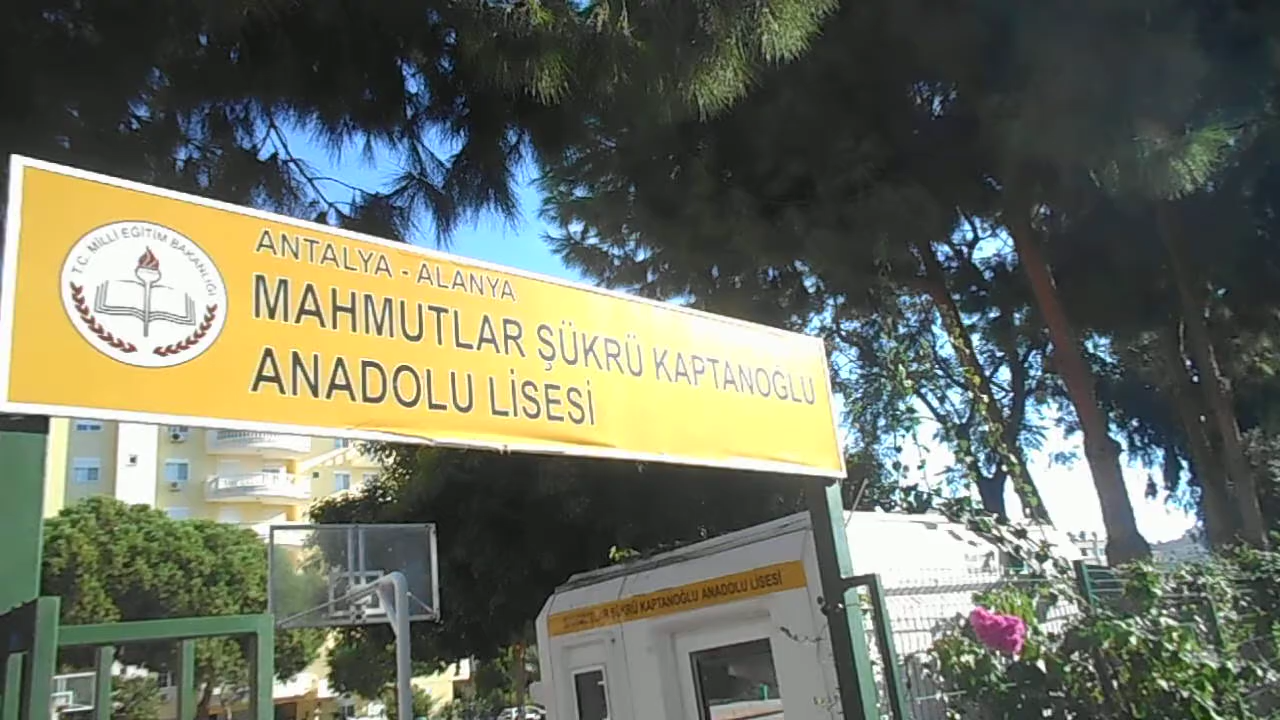 T.C. MİLLİ EĞİTİM BAKANLIĞI
ANTALYA - ALANYA
MAHMUTLAR ŞÜKRÜ KAPTANOĞLU
ANADOLU LİSESİ
ŞÜKRÜ KAPTANOĞLU ANADOLU LİSESİ